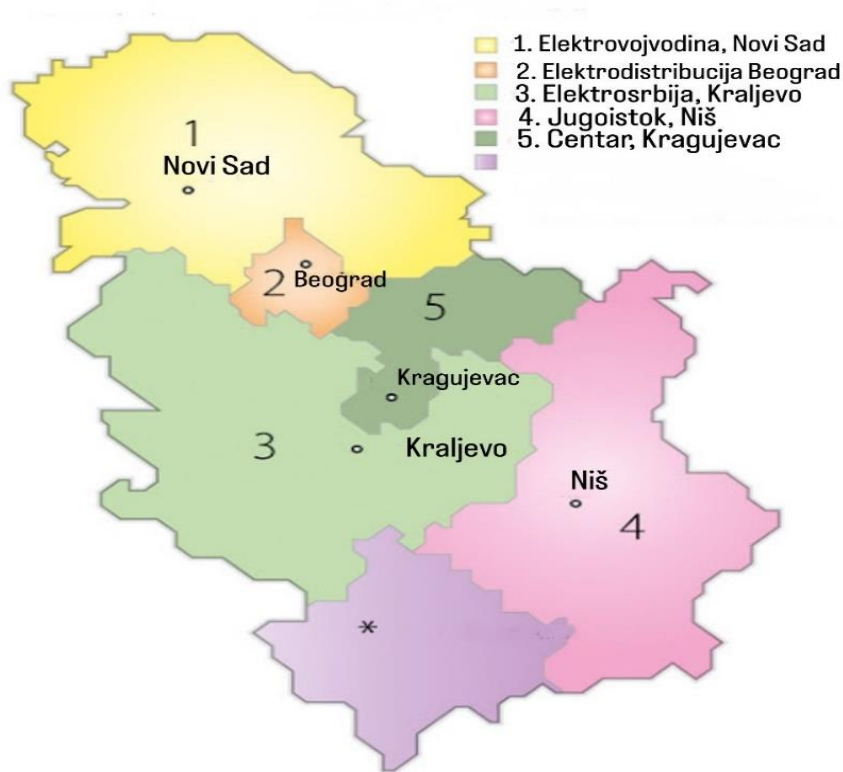 1. Elektrovojvodina, Novi Sad
2. Elektrodistribucija Beograd
3. Elektrosrbija, Kraljevo
4. Jugoistok, Niš
5. Centar, Kragujevac
1
Novi Sad
2 Beograd
5
Kragujevac
3 Kraljevo
Niš
4
*